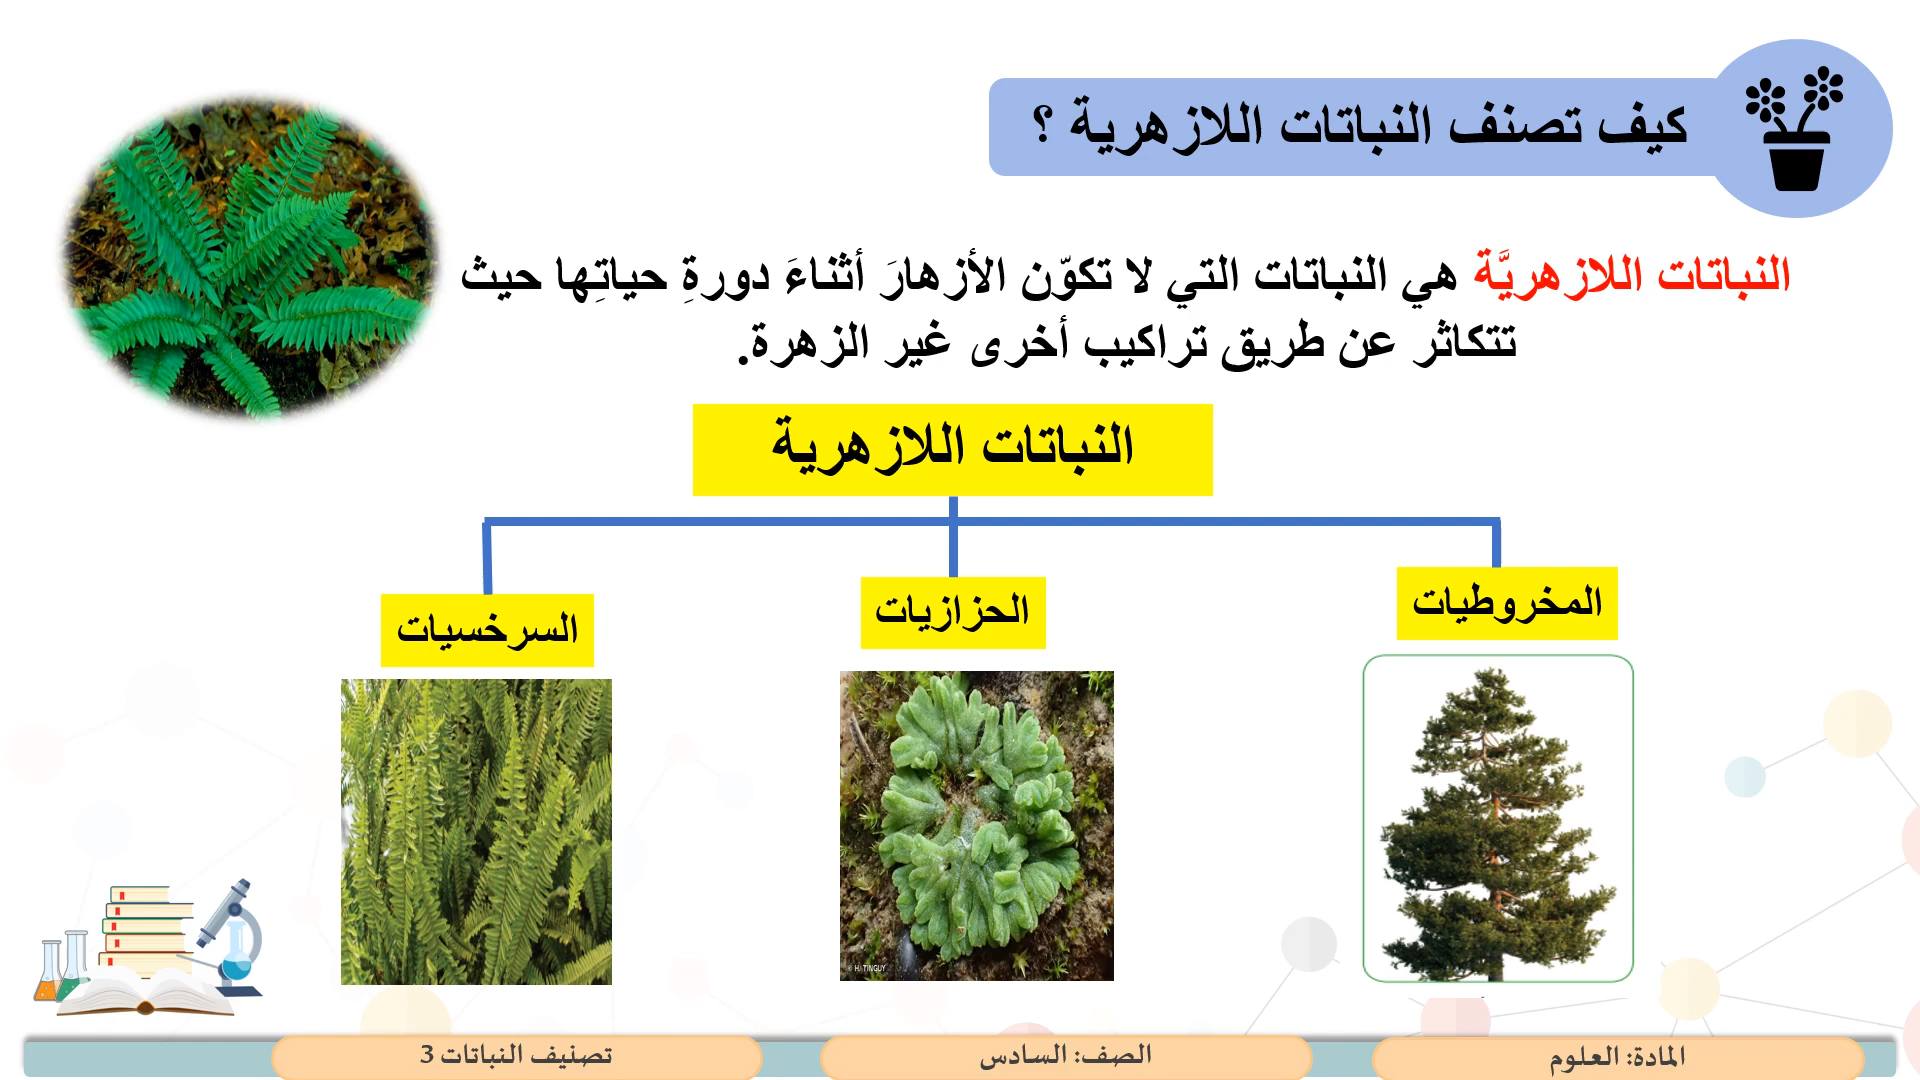 كيف تصنف النباتات اللازهرية ؟
النباتات اللازهريَّة هي النباتات التي لا تكوّن الأزهارَ أثناءَ دورةِ حياتِها حيث
تتكاثر عن طريق تراكيب أخرى غير الزهرة.
النباتات اللازهرية
المخروطيات
الحزازيات
السرخسيات
© H. TINGUY
المادة: العلوم
الصف: السادس
تصنيف النباتات 3